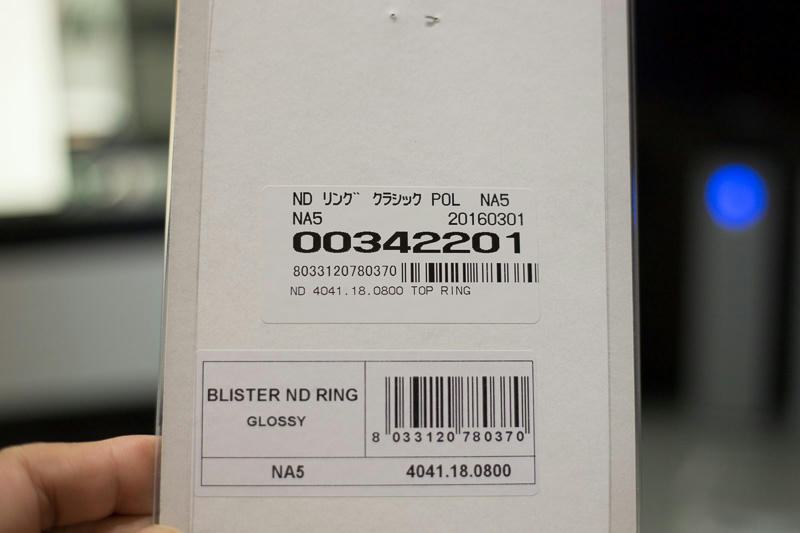 ND リング クラシック POL NA5
NA5 20160301
00342201
8033120780370
ND 4041.18.0800 TOP RING
BLISTER ND RING
GLOSSY
8 033120 780370
NA5 4041.18.0800